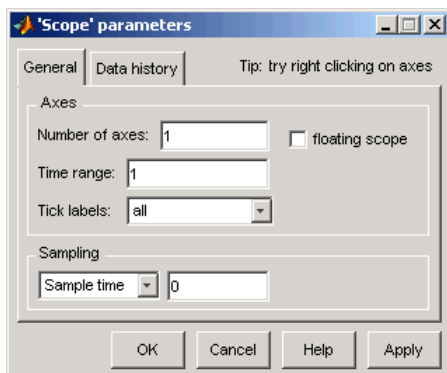 'Scope' parameters
General Data history Tip: try right clicking on axes
Axes
Number of axes: 1 floating scope
Time range: 1
Tick labels: all
Sampling
Sample time 0
OK Cancel Help Apply